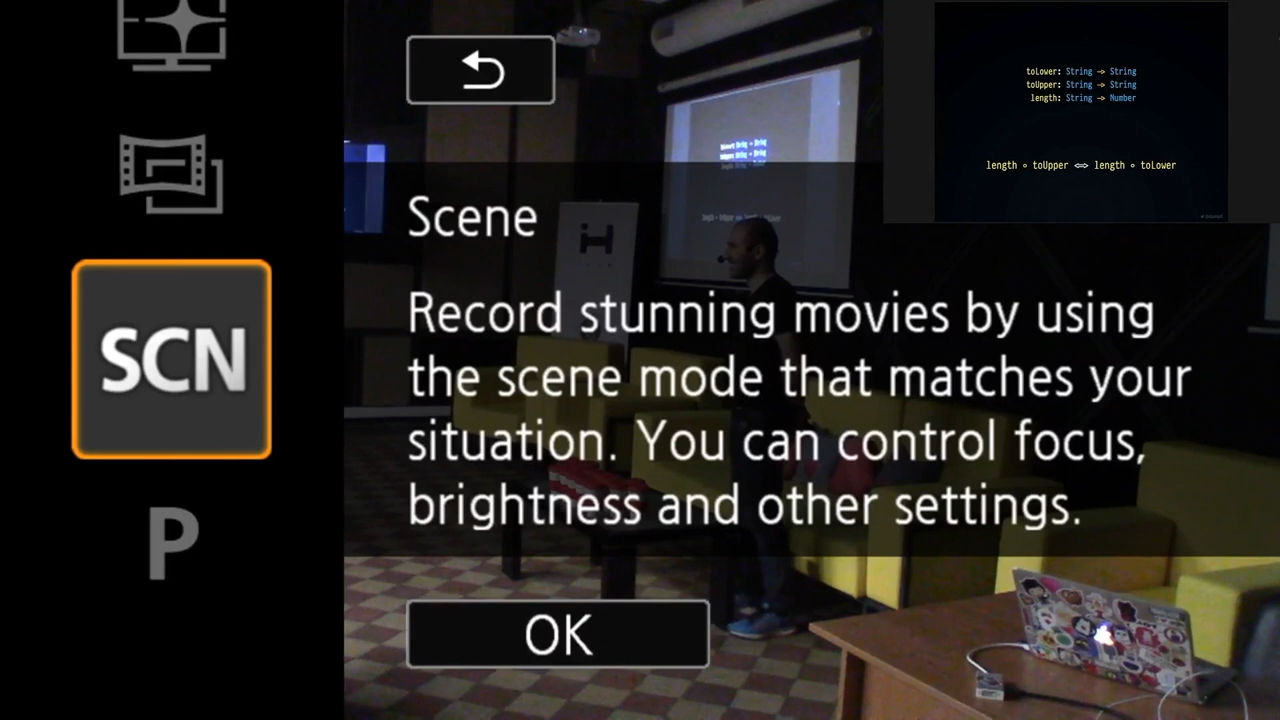 Scene
Record stunning movies by using
the scene mode that matches your
situation. You can control focus,
brightness and other settings.
OK
SCN
P
toLower: String -> String
toUpper: String -> String
length: String -> Number
length ∘ toUpper <=> length ∘ toLower